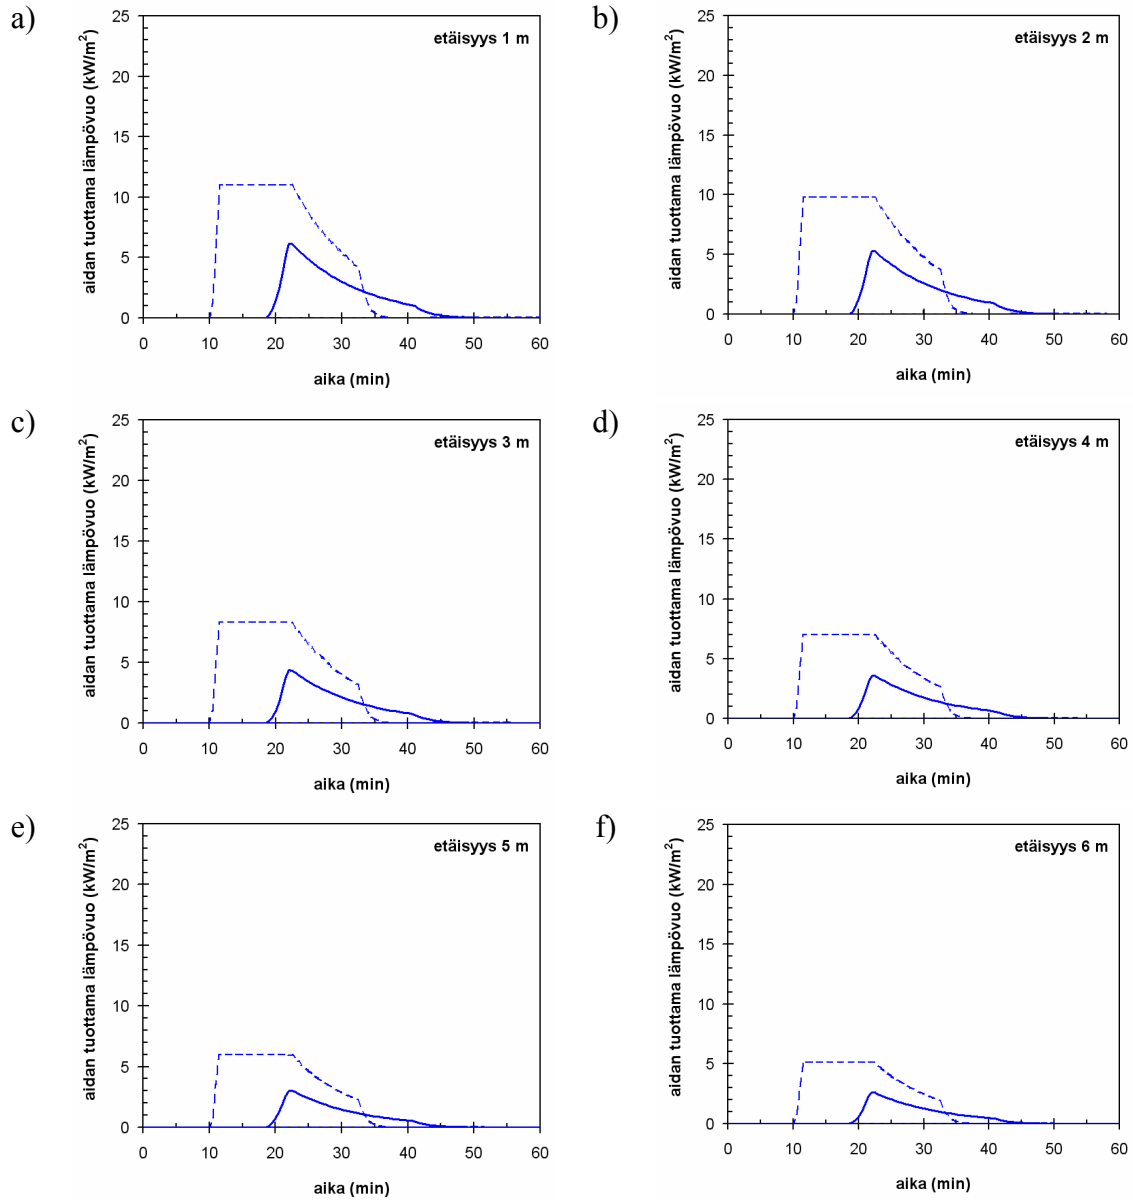 a)
aidan tuottama lämpövuo (kW/m²)
25
20
15
10
5
0
etäisyys 1 m
0 10 20 30 40 50 60
aika (min)
b)
aidan tuottama lämpövuo (kW/m²)
25
20
15
10
5
0
etäisyys 2 m
0 10 20 30 40 50 60
aika (min)
c)
aidan tuottama lämpövuo (kW/m²)
25
20
15
10
5
0
etäisyys 3 m
0 10 20 30 40 50 60
aika (min)
d)
aidan tuottama lämpövuo (kW/m²)
25
20
15
10
5
0
etäisyys 4 m
0 10 20 30 40 50 60
aika (min)
e)
aidan tuottama lämpövuo (kW/m²)
25
20
15
10
5
0
etäisyys 5 m
0 10 20 30 40 50 60
aika (min)
f)
aidan tuottama lämpövuo (kW/m²)
25
20
15
10
5
0
etäisyys 6 m
0 10 20 30 40 50 60
aika (min)